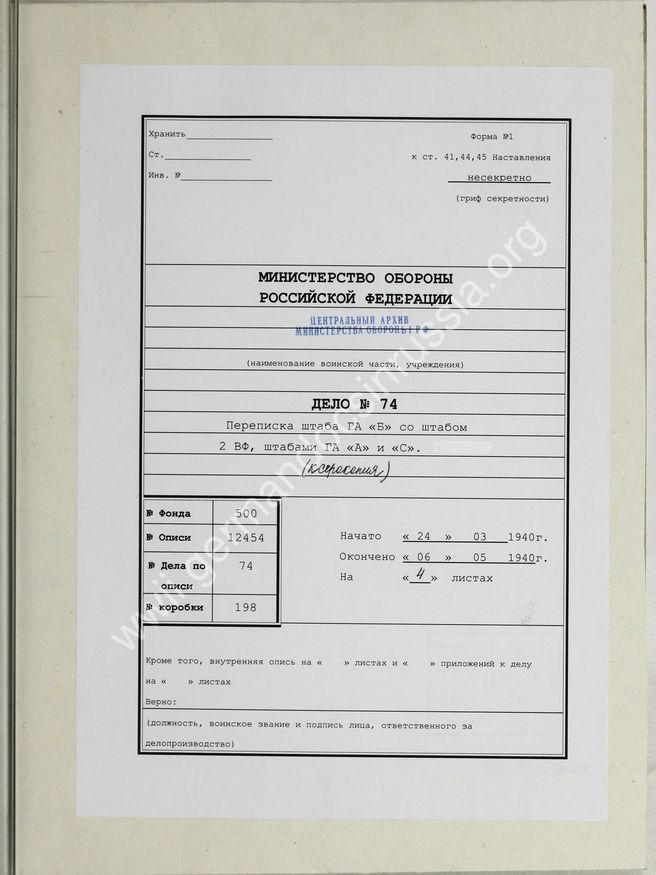 Хранить
Форма №1
Ст.
к ст. 41,44,45 Наставления
Инв. №
несекретно
(гриф секретности)
МИНИСТЕРСТВО ОБОРОНЫ
РОССИЙСКОЙ ФЕДЕРАЦИИ
ЦЕНТРАЛЬНЫЙ АРХИВ
МИНИСТЕРСТВА ОБОРОНЫ РФ
(наименование воинской части, учреждения)
ДЕЛО № 74
Переписка штаба ГА «Б» со штабом
2 ВФ, штабами ГА «А» и «С».
(ксерокопия)
№ Фонда 500
№ Описи 12454
№ Дела по 74
описи
№ коробки 198
Начато « 24 » 03 1940г.
Окончено « 06 » 05 1940г.
На « 4 » листах
Кроме того, внутренняя опись на « » листах и « » приложений к делу
на « » листах
Верно:
(должность, воинское звание и подпись лица, ответственного за
делопроизводство)
www.germandocsinrussia.org